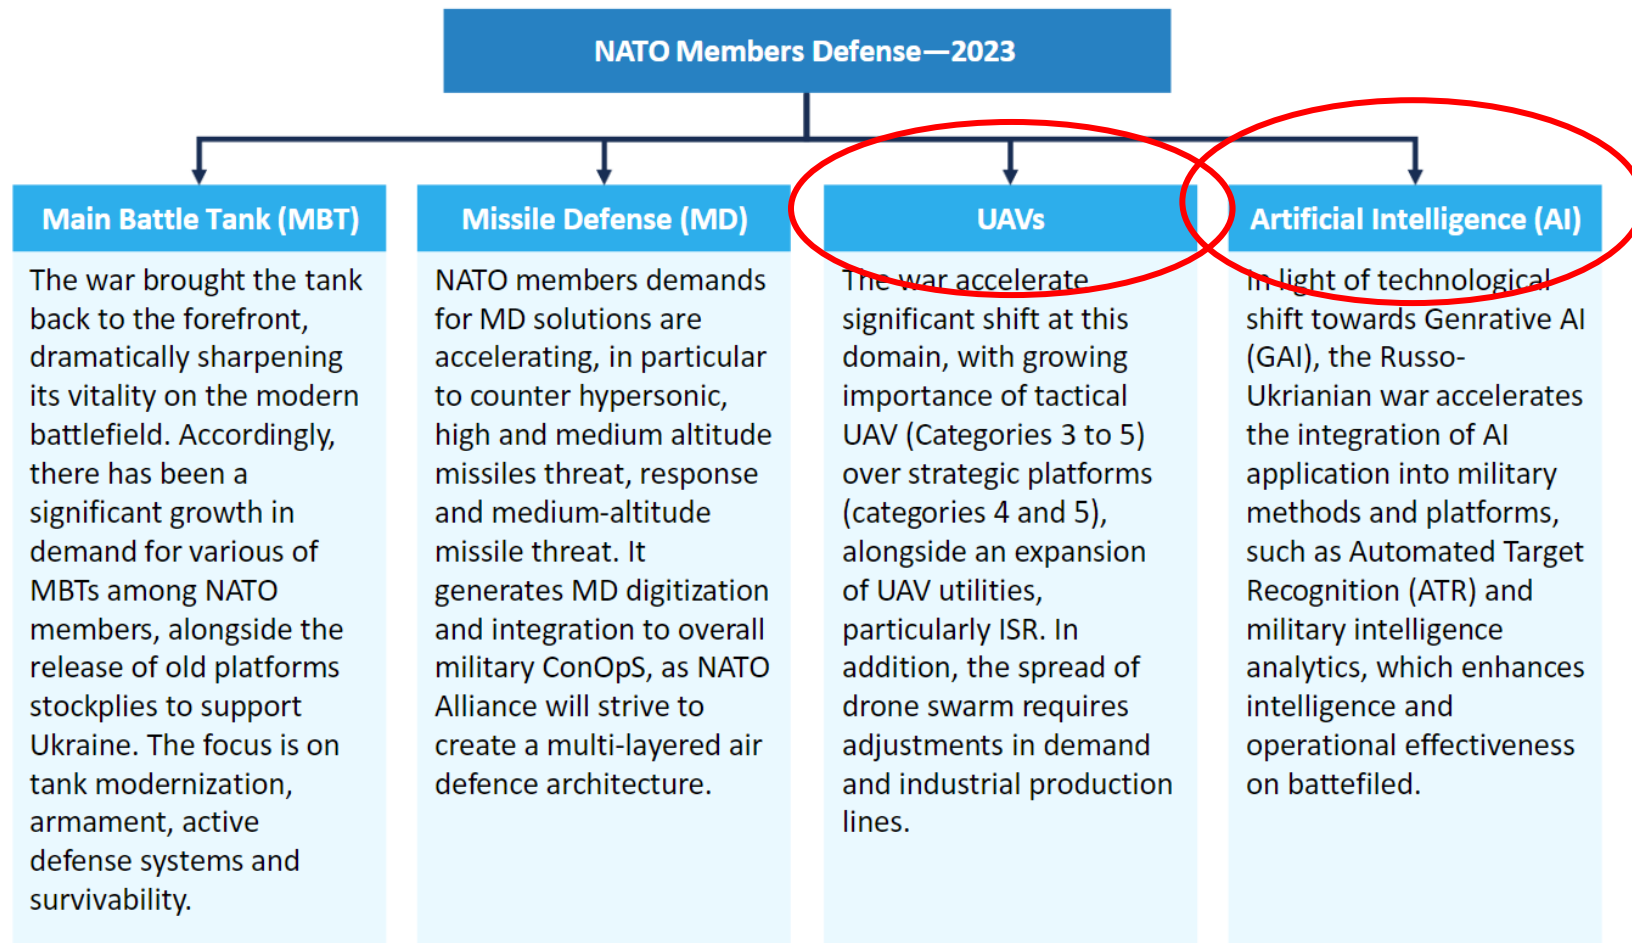 NATO Members Defense—2023
Main Battle Tank (MBT)
The war brought the tank
back to the forefront,
dramatically sharpening
its vitality on the modern
battlefield. Accordingly,
there has been a
significant growth in
demand for various of
MBTs among NATO
members, alongside the
release of old platforms
stockplies to support
Ukraine. The focus is on
tank modernization,
armament, active
defense systems and
survivability.
Missile Defense (MD)
NATO members demands
for MD solutions are
accelerating, in particular
to counter hypersonic,
high and medium altitude
missiles threat, response
and medium-altitude
missile threat. It
generates MD digitization
and integration to overall
military ConOpS, as NATO
Alliance will strive to
create a multi-layered air
defence architecture.
UAVs
The war accelerate
significant shift at this
domain, with growing
importance of tactical
UAV (Categories 3 to 5)
over strategic platforms
(categories 4 and 5),
alongside an expansion
of UAV utilities,
particularly ISR. In
addition, the spread of
drone swarm requires
adjustments in demand
and industrial production
lines.
Artificial Intelligence (AI)
In light of technological
shift towards Genrative AI
(GAI), the Russo-
Ukrianian war accelerates
the integration of AI
application into military
methods and platforms,
such as Automated Target
Recognition (ATR) and
military intelligence
analytics, which enhances
intelligence and
operational effectiveness
on battefiled.